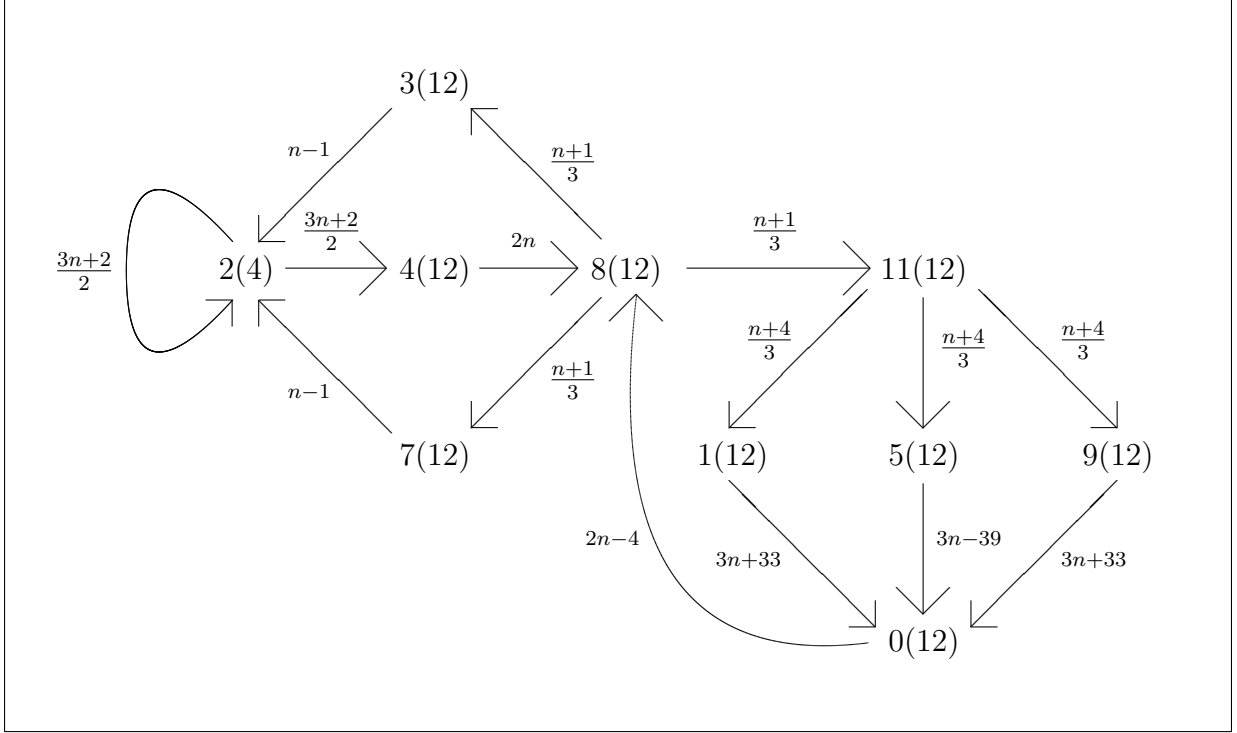 3(12)
n−1
n+1
3
3n+2
2
3n+2
2
2n
n+1
3
2(4)
4(12)
8(12)
11(12)
n−1
n+1
3
n+4
3
n+4
3
n+4
3
7(12)
1(12)
5(12)
9(12)
2n−4
3n+33
3n−39
3n+33
0(12)